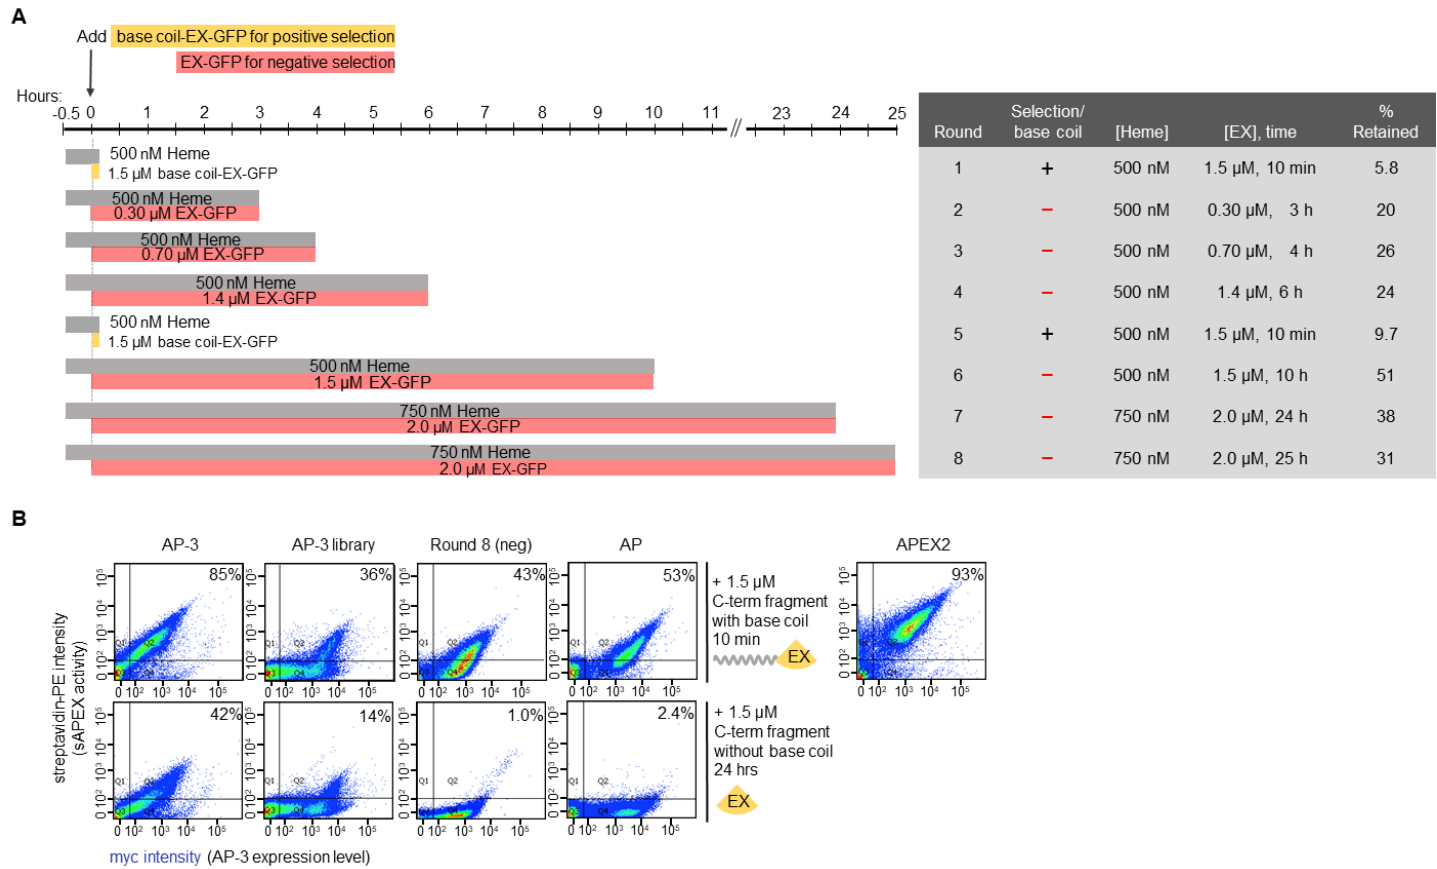 A
Add
base coil-EX-GFP for positive selection
EX-GFP for negative selection
Hours:
-0.5 0 1 2 3 4 5 6 7 8 9 10 11 // 23 24 25
500 nM Heme
1.5 µM base coil-EX-GFP
500 nM Heme
0.30 µM EX-GFP
500 nM Heme
0.70 µM EX-GFP
500 nM Heme
1.4 µM EX-GFP
500 nM Heme
1.5 µM base coil-EX-GFP
500 nM Heme
1.5 µM EX-GFP
750 nM Heme
2.0 µM EX-GFP
750 nM Heme
2.0 µM EX-GFP
Selection/ %
Round base coil [Heme] [EX], time Retained
1 + 500 nM 1.5 µM, 10 min 5.8
2 − 500 nM 0.30 µM, 3 h 20
3 − 500 nM 0.70 µM, 4 h 26
4 − 500 nM 1.4 µM, 6 h 24
5 + 500 nM 1.5 µM, 10 min 9.7
6 − 500 nM 1.5 µM, 10 h 51
7 − 750 nM 2.0 µM, 24 h 38
8 − 750 nM 2.0 µM, 25 h 31
B
AP-3 AP-3 library Round 8 (neg) AP APEX2
85% 36% 43% 53% 93%
+ 1.5 µM
C-term fragment
with base coil
10 min
EX
42% 14% 1.0% 2.4%
+ 1.5 µM
C-term fragment
without base coil
24 hrs
EX
streptavidin-PE intensity
(sAPEX activity)
0 10² 10³ 10⁴ 10⁵
Q1 Q2 Q3 Q4
myc intensity (AP-3 expression level)